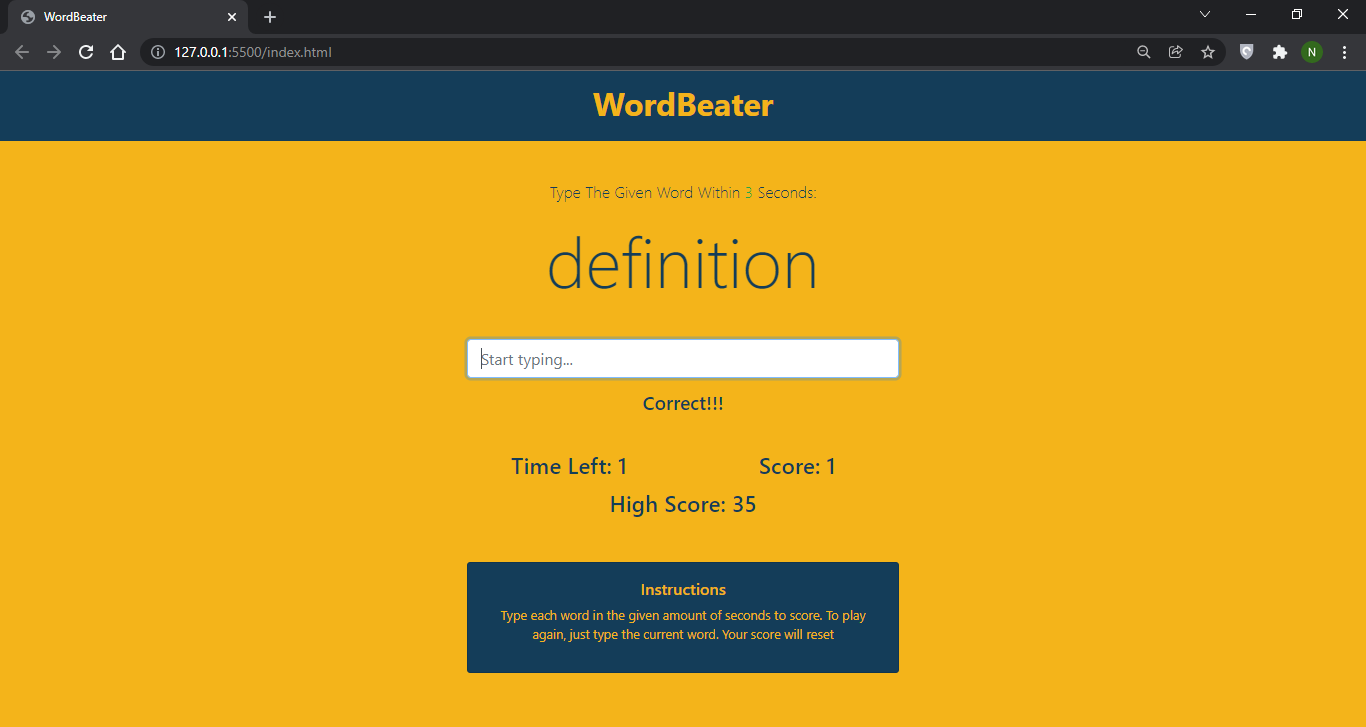 WordBeater
127.0.0.1:5500/index.html
N
WordBeater
Type The Given Word Within 3 Seconds:
definition
Start typing...
Correct!!!
Time Left: 1 Score: 1
High Score: 35
Instructions
Type each word in the given amount of seconds to score. To play
again, just type the current word. Your score will reset